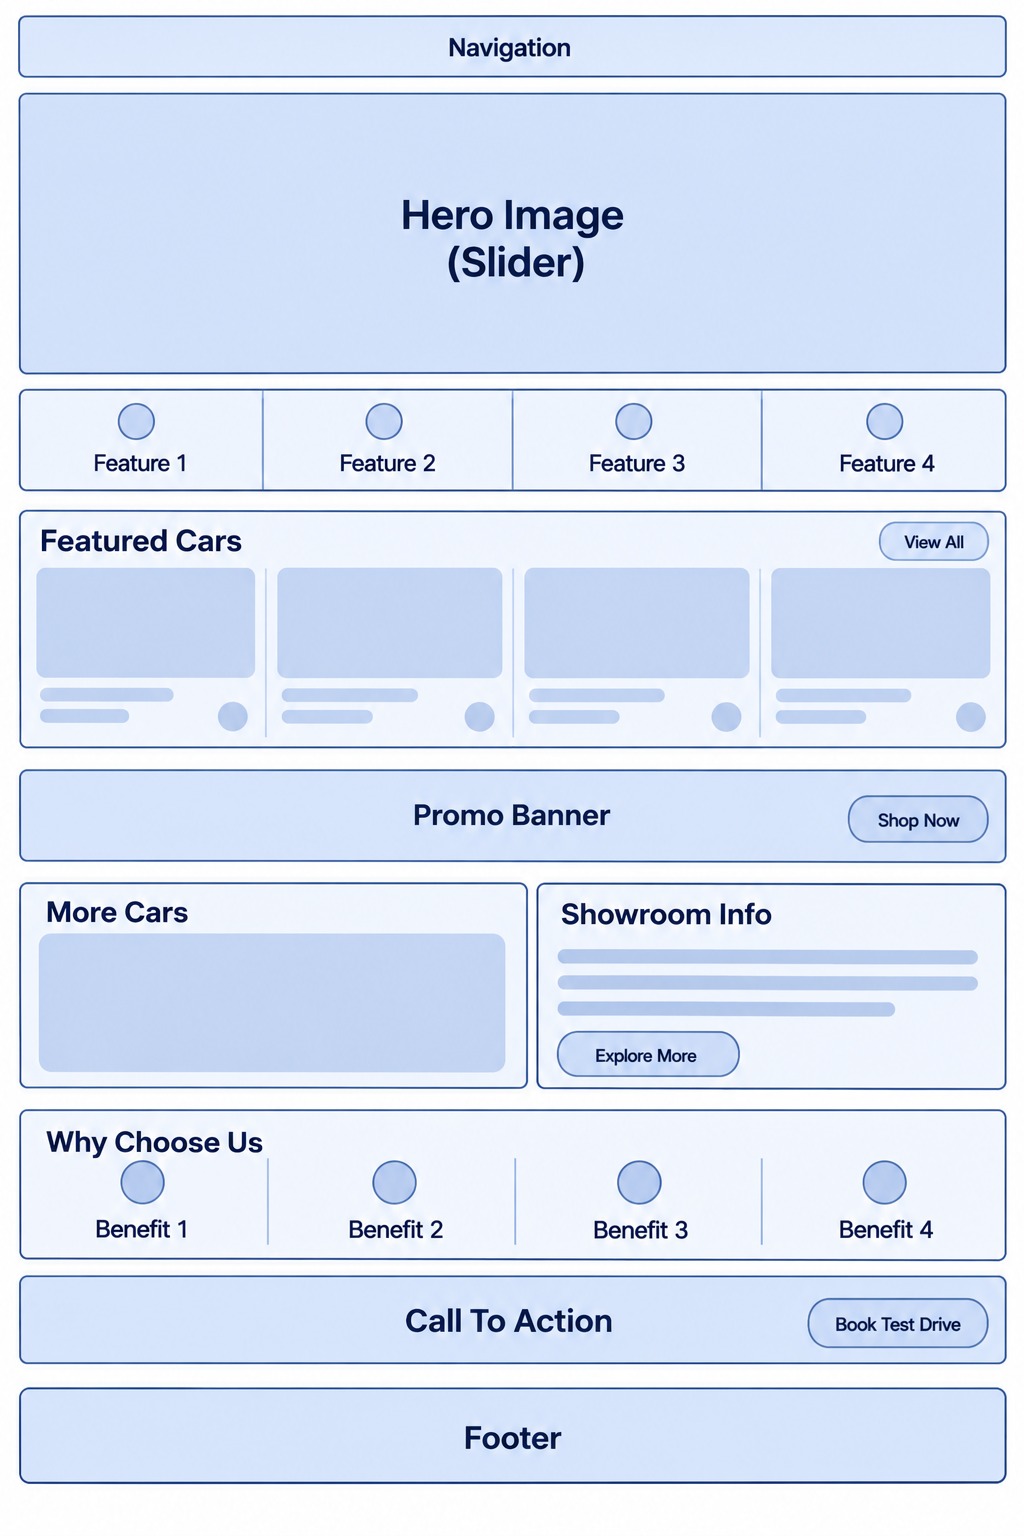 Navigation
Hero Image
(Slider)
Feature 1
Feature 2
Feature 3
Feature 4
Featured Cars
View All
Promo Banner
Shop Now
More Cars
Showroom Info
Explore More
Why Choose Us
Benefit 1
Benefit 2
Benefit 3
Benefit 4
Call To Action
Book Test Drive
Footer